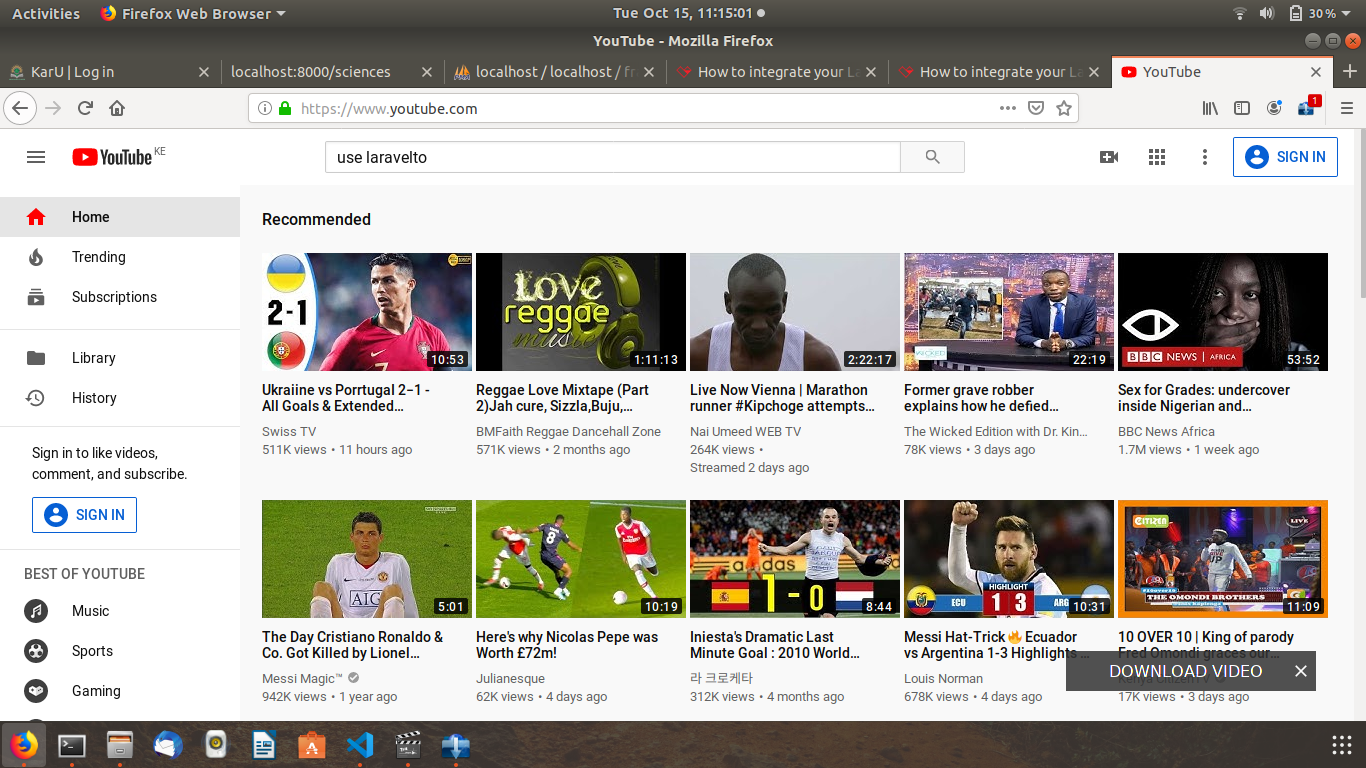 Activities
Firefox Web Browser
Tue Oct 15, 11:15:01
30%
YouTube - Mozilla Firefox
KarU | Log in
localhost:8000/sciences
localhost / localhost / fr
How to integrate your La
How to integrate your La
YouTube
https://www.youtube.com
1
YouTube KE
use laravelto
SIGN IN
Home
Trending
Subscriptions
Library
History
Sign in to like videos,
comment, and subscribe.
SIGN IN
BEST OF YOUTUBE
Music
Sports
Gaming
Recommended
2-1
7
10:53
Ukraiine vs Porrtugal 2−1 -
All Goals & Extended…
Swiss TV
511K views • 11 hours ago
LOVE
reggae
music
1:11:13
Reggae Love Mixtape (Part
2)Jah cure, Sizzla,Buju,…
BMFaith Reggae Dancehall Zone
571K views • 2 months ago
2:22:17
Live Now Vienna | Marathon
runner #Kipchoge attempts…
Nai Umeed WEB TV
264K views •
Streamed 2 days ago
22:19
Former grave robber
explains how he defied…
The Wicked Edition with Dr. Kin…
78K views • 3 days ago
BBC NEWS | AFRICA
53:52
Sex for Grades: undercover
inside Nigerian and…
BBC News Africa
1.7M views • 1 week ago
AIG
5:01
The Day Cristiano Ronaldo &
Co. Got Killed by Lionel…
Messi Magic™
942K views • 1 year ago
8
10:19
Here's why Nicolas Pepe was
Worth £72m!
Julianesque
62K views • 4 days ago
adidas
1-0
8:44
Iniesta's Dramatic Last
Minute Goal : 2010 World…
라 크로케타
312K views • 4 months ago
HIGHLIGHT
ECU 1 3 ARG
10:31
Messi Hat-Trick 🔥 Ecuador
vs Argentina 1-3 Highlights …
Louis Norman
678K views • 4 days ago
CITIZEN
LIVE
THE OMONDI BROTHERS
11:09
10 OVER 10 | King of parody
Fred Omondi graces our…
17K views • 3 days ago
DOWNLOAD VIDEO